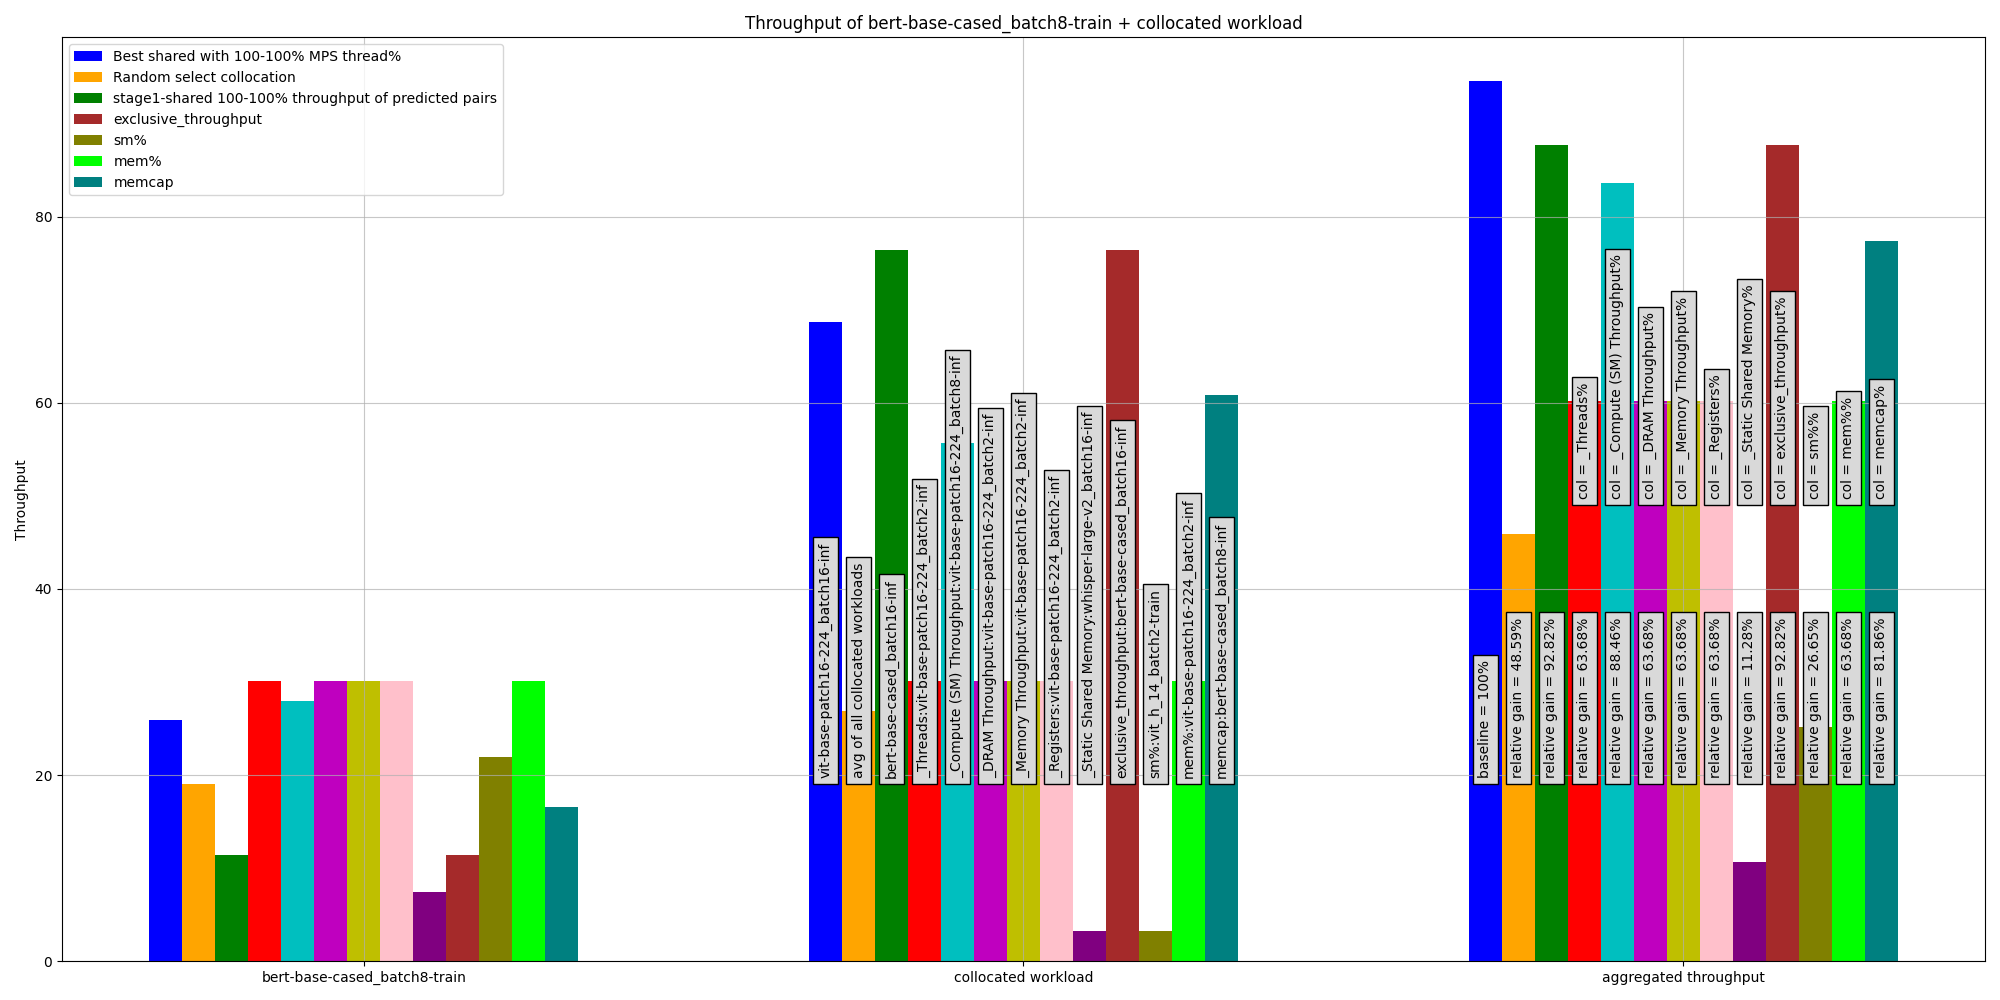 Throughput of bert-base-cased_batch8-train + collocated workload
Best shared with 100-100% MPS thread%
Random select collocation
stage1-shared 100-100% throughput of predicted pairs
exclusive_throughput
sm%
mem%
memcap
Throughput
80
60
40
20
0
vit-base-patch16-224_batch16-inf
avg of all collocated workloads
bert-base-cased_batch16-inf
_Threads:vit-base-patch16-224_batch2-inf
_Compute (SM) Throughput:vit-base-patch16-224_batch8-inf
_DRAM Throughput:vit-base-patch16-224_batch2-inf
_Memory Throughput:vit-base-patch16-224_batch2-inf
_Registers:vit-base-patch16-224_batch2-inf
_Static Shared Memory:whisper-large-v2_batch16-inf
exclusive_throughput:bert-base-cased_batch16-inf
sm%:vit_h_14_batch2-train
mem%:vit-base-patch16-224_batch2-inf
memcap:bert-base-cased_batch8-inf
col = _Threads%
col = _Compute (SM) Throughput%
col = _DRAM Throughput%
col = _Memory Throughput%
col = _Registers%
col = _Static Shared Memory%
col = exclusive_throughput%
col = sm%%
col = mem%%
col = memcap%
baseline = 100%
relative gain = 48.59%
relative gain = 92.82%
relative gain = 63.68%
relative gain = 88.46%
relative gain = 63.68%
relative gain = 63.68%
relative gain = 63.68%
relative gain = 11.28%
relative gain = 92.82%
relative gain = 26.65%
relative gain = 63.68%
relative gain = 81.86%
bert-base-cased_batch8-train
collocated workload
aggregated throughput